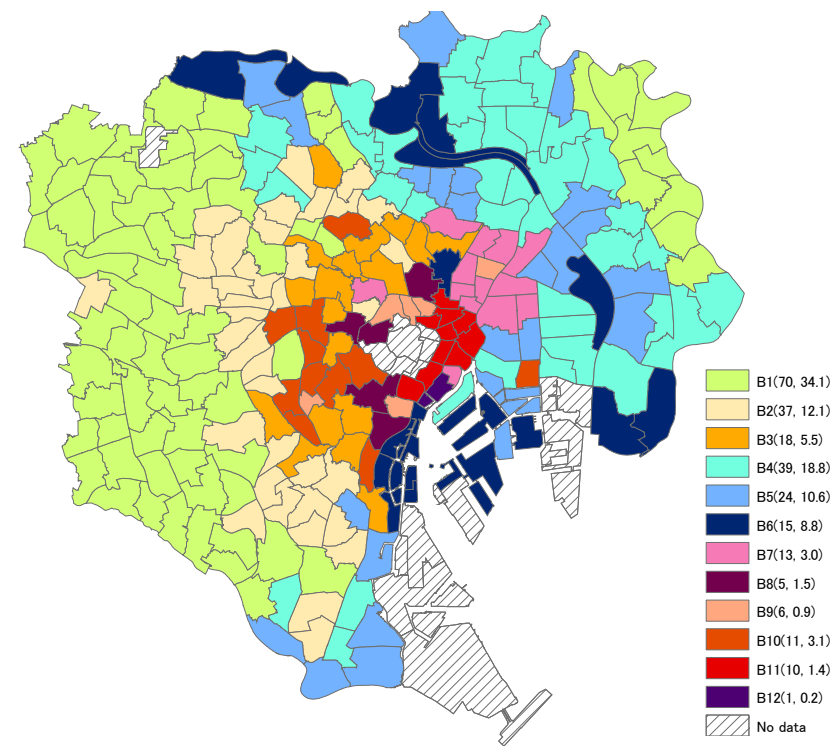 B1(70, 34.1)
B2(37, 12.1)
B3(18, 5.5)
B4(39, 18.8)
B5(24, 10.6)
B6(15, 8.8)
B7(13, 3.0)
B8(5, 1.5)
B9(6, 0.9)
B10(11, 3.1)
B11(10, 1.4)
B12(1, 0.2)
No data